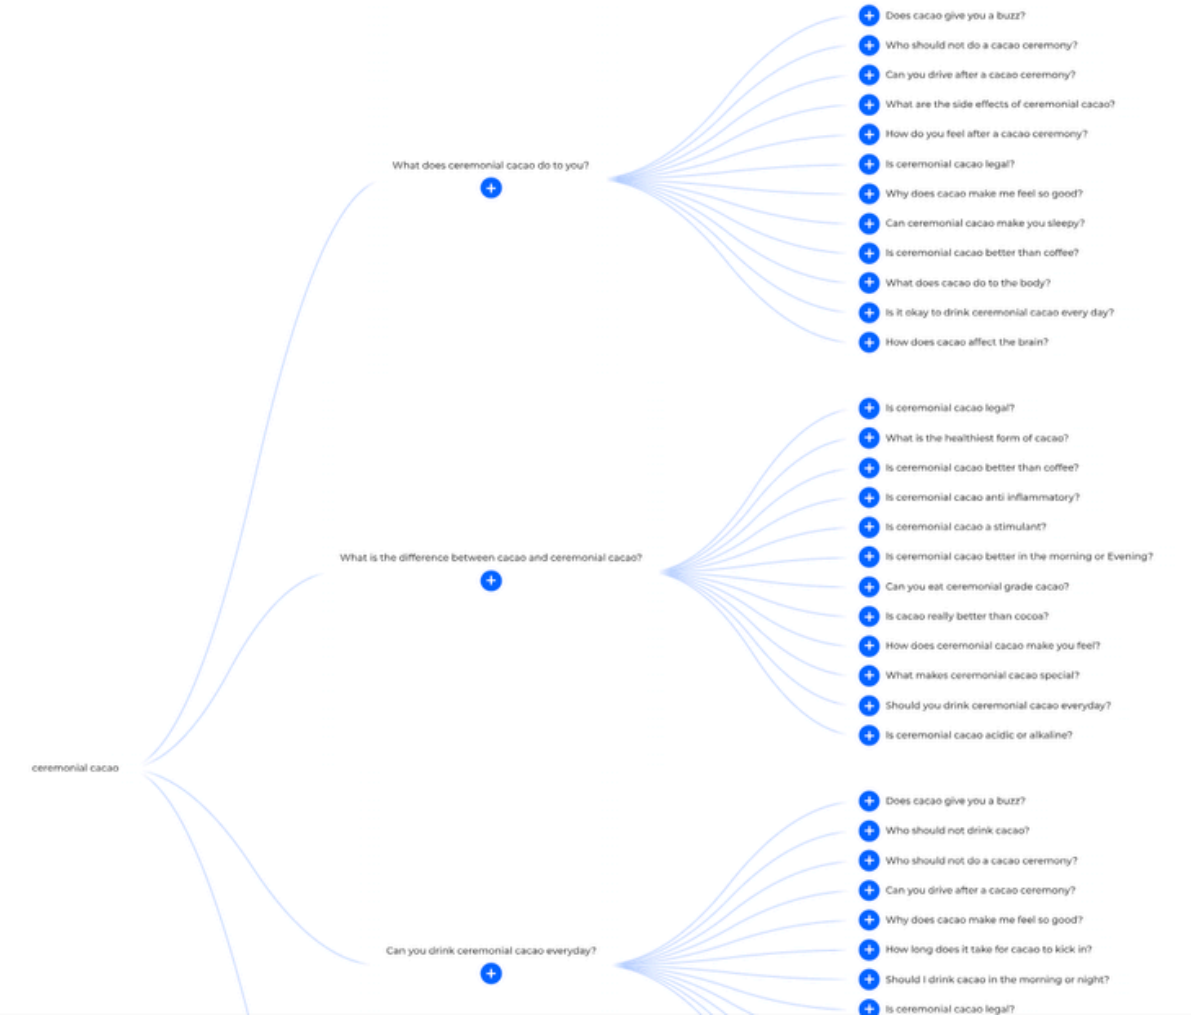 Does cacao give you a buzz?
Who should not do a cacao ceremony?
Can you drive after a cacao ceremony?
What are the side effects of ceremonial cacao?
How do you feel after a cacao ceremony?
What does ceremonial cacao do to you?
Is ceremonial cacao legal?
Why does cacao make me feel so good?
Can ceremonial cacao make you sleepy?
Is ceremonial cacao better than coffee?
What does cacao do to the body?
Is it okay to drink ceremonial cacao every day?
How does cacao affect the brain?
Is ceremonial cacao legal?
What is the healthiest form of cacao?
Is ceremonial cacao better than coffee?
Is ceremonial cacao anti inflammatory?
Is ceremonial cacao a stimulant?
What is the difference between cacao and ceremonial cacao?
Is ceremonial cacao better in the morning or Evening?
Can you eat ceremonial grade cacao?
Is cacao really better than cocoa?
How does ceremonial cacao make you feel?
What makes ceremonial cacao special?
Should you drink ceremonial cacao everyday?
Is ceremonial cacao acidic or alkaline?
ceremonial cacao
Does cacao give you a buzz?
Who should not drink cacao?
Who should not do a cacao ceremony?
Can you drive after a cacao ceremony?
Why does cacao make me feel so good?
Can you drink ceremonial cacao everyday?
How long does it take for cacao to kick in?
Should I drink cacao in the morning or night?
Is ceremonial cacao legal?